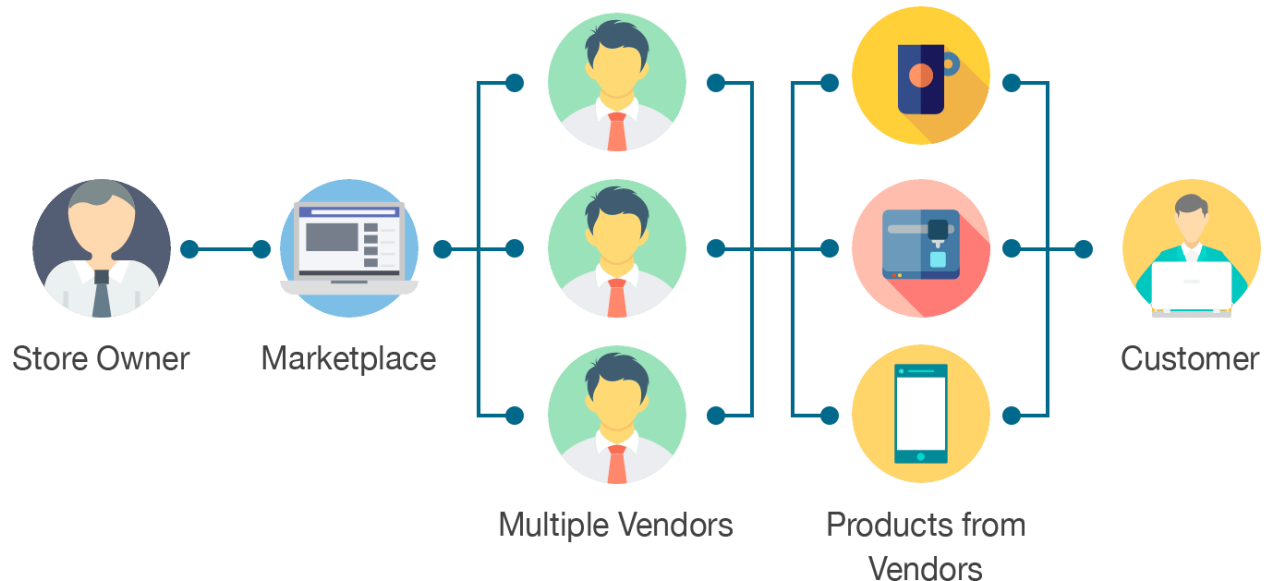 Store Owner
Marketplace
Multiple Vendors
Products from
Vendors
Customer